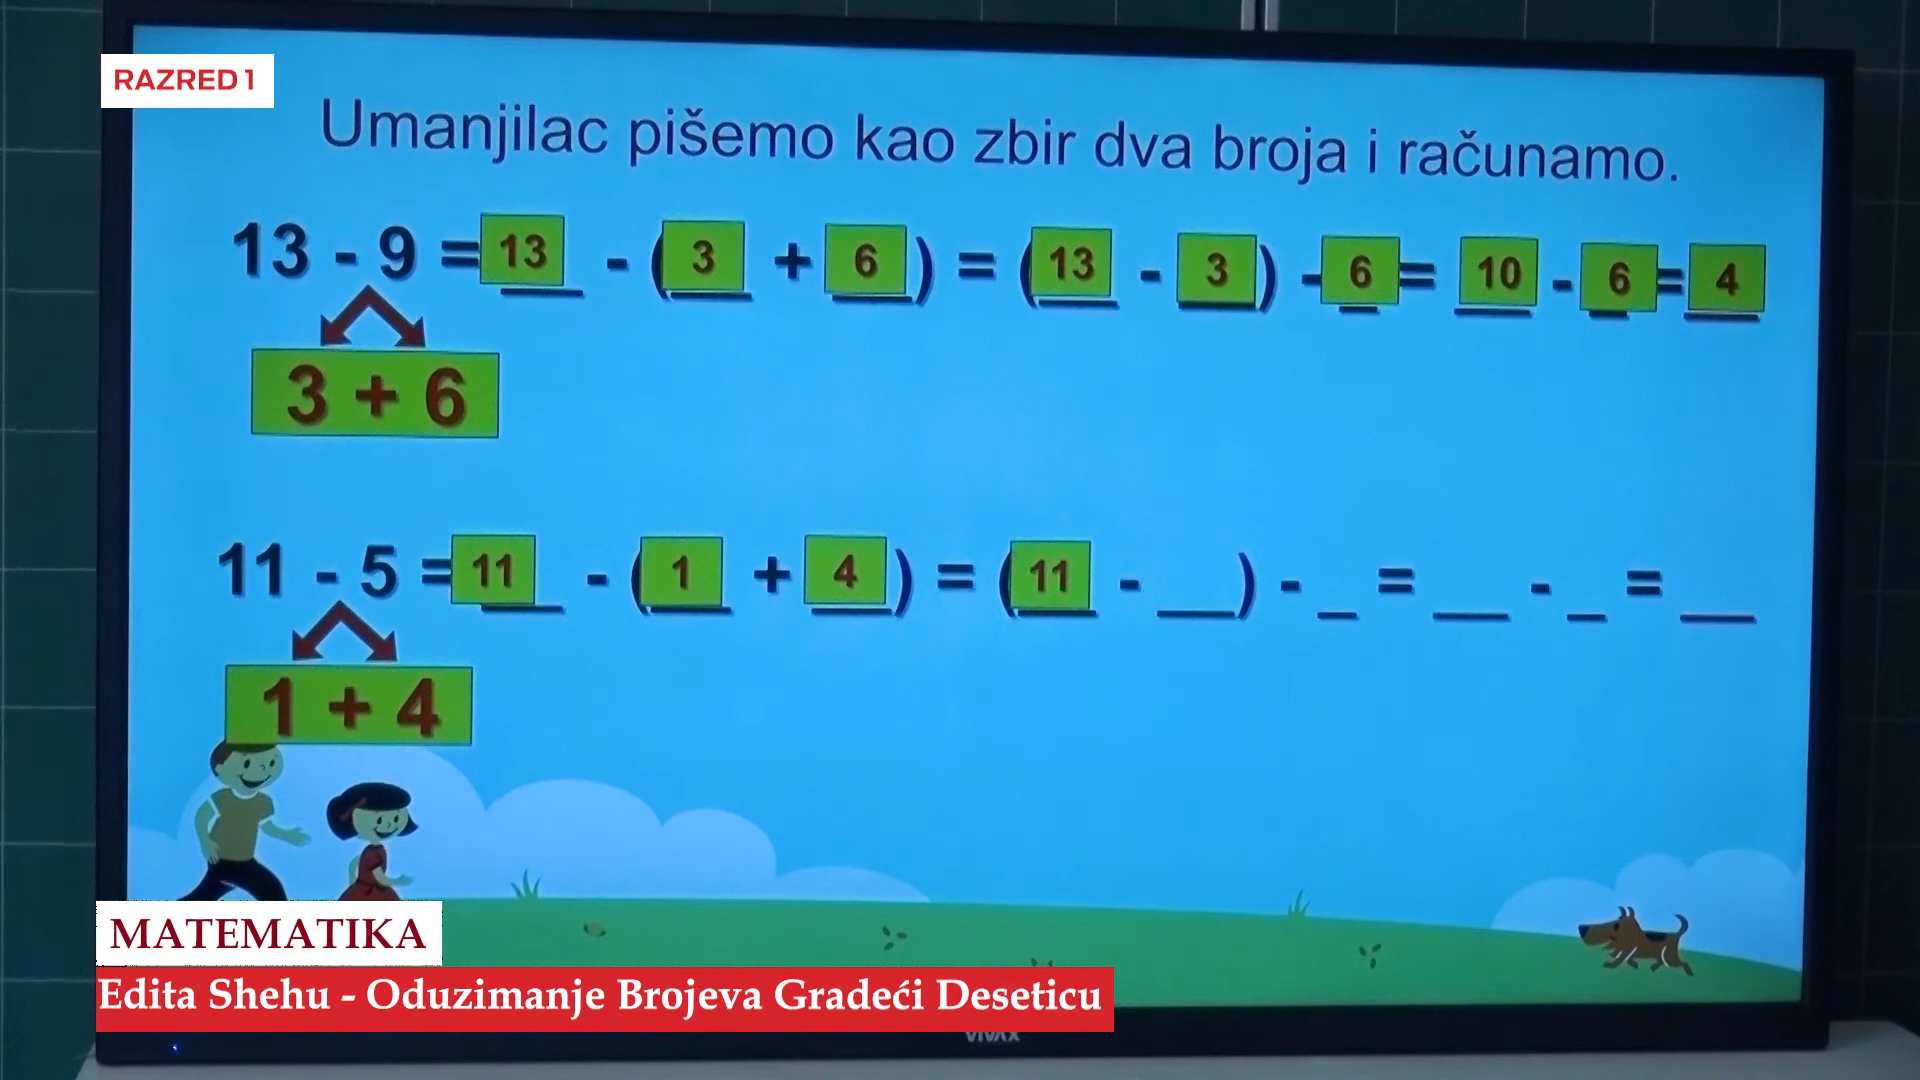 RAZRED 1
Umanjilac pišemo kao zbir dva broja i računamo.
13 - 9 = 13 - ( 3 + 6 ) = ( 13 - 3 ) - 6 = 10 - 6 = 4
3 + 6
11 - 5 = 11 - ( 1 + 4 ) = ( 11 - __ ) - _ = __ - _ = __
1 + 4
MATEMATIKA
Edita Shehu - Oduzimanje Brojeva Gradeći Deseticu
VIVAX